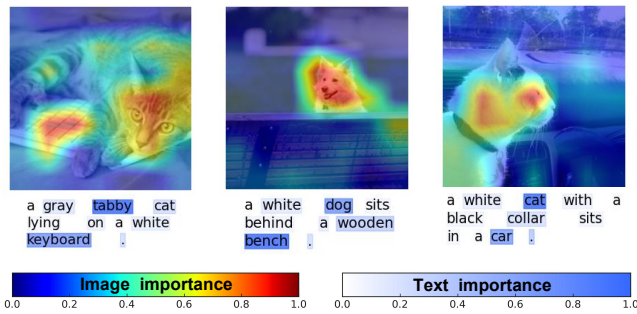 a gray tabby cat
lying on a white
keyboard .
a white dog sits
behind a wooden
bench .
a white cat with a
black collar sits
in a car .
Image importance
0.0 0.2 0.4 0.6 0.8 1.0
Text importance
0.0 0.2 0.4 0.6 0.8 1.0